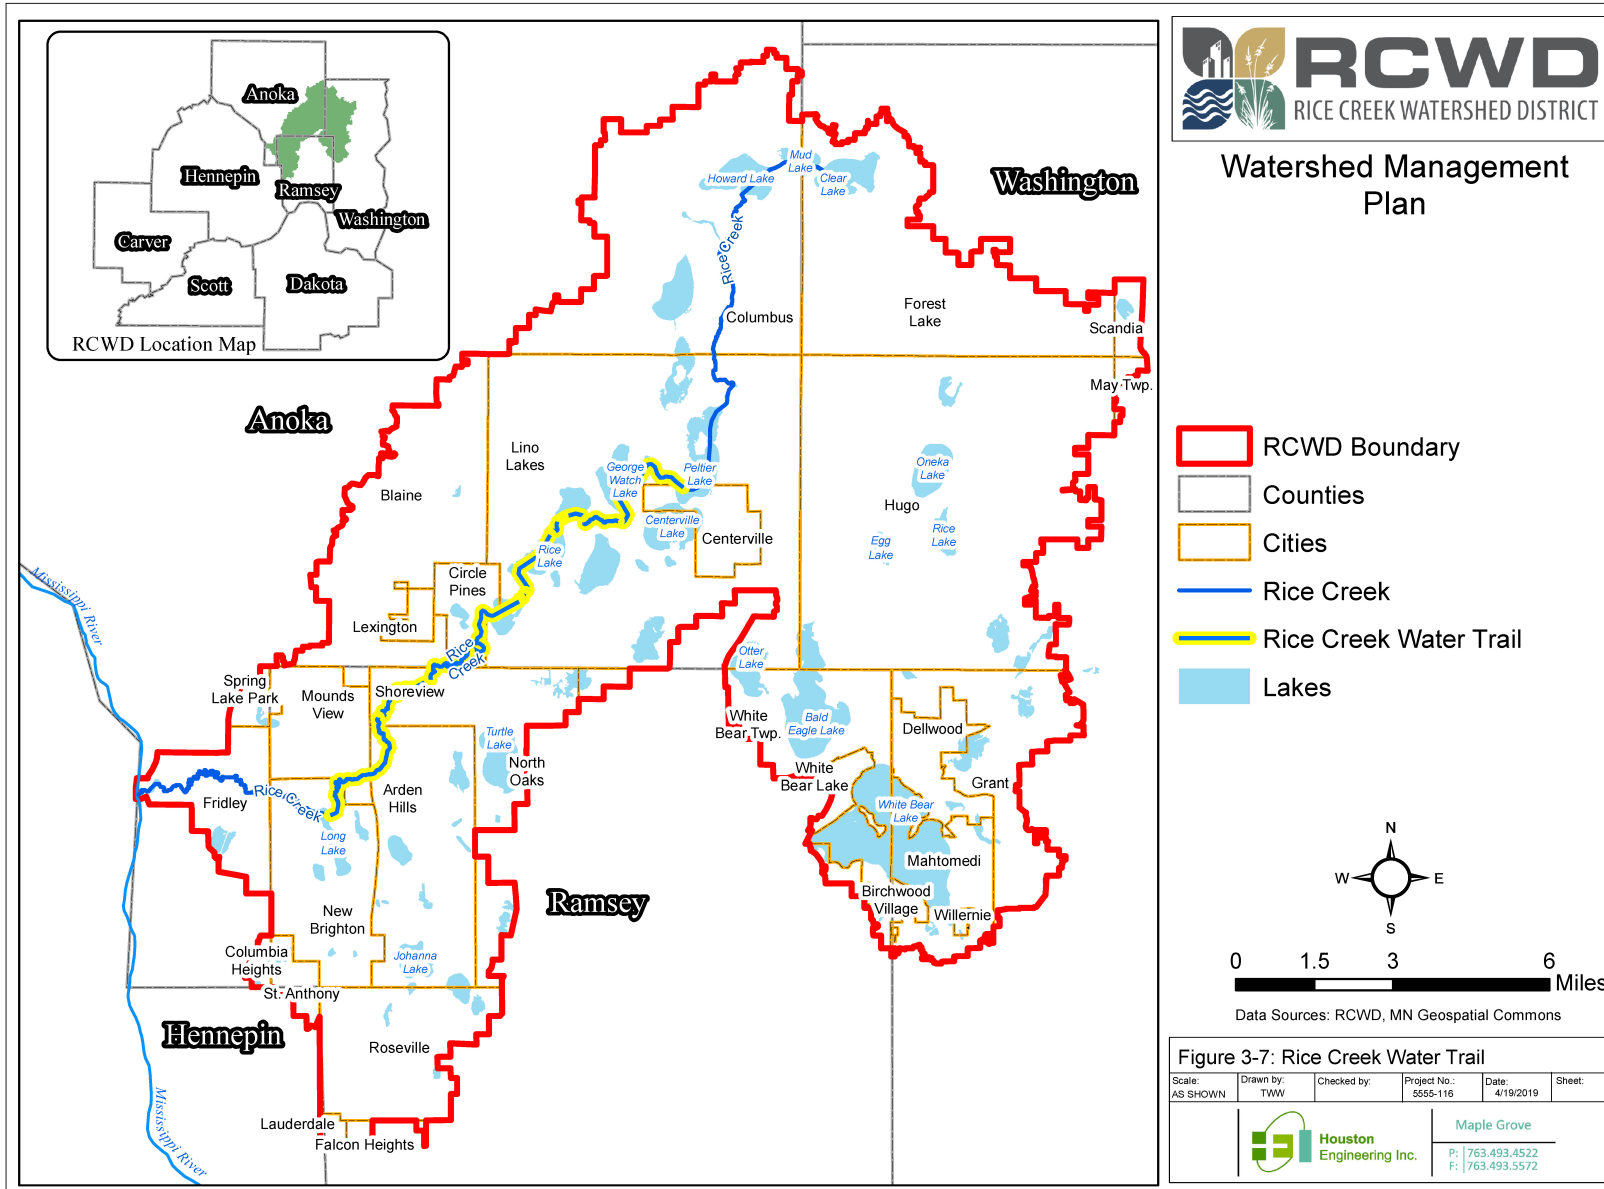 Anoka
Hennepin
Ramsey
Washington
Carver
Scott
Dakota
RCWD Location Map
RCWD
RICE CREEK WATERSHED DISTRICT
Watershed Management
Plan
Washington
Mud
Lake
Howard Lake
Clear
Lake
Rice Creek
Columbus
Forest
Lake
Scandia
May Twp.
Anoka
Lino
Lakes
Blaine
George
Watch
Lake
Peltier
Lake
Oneka
Lake
Hugo
Rice
Lake
Egg
Lake
Centerville
Lake
Centerville
Rice
Lake
Circle
Pines
Lexington
Rice
Creek
Mississippi River
Otter
Lake
Spring
Lake Park
Mounds
View
Shoreview
White
Bear Twp.
Bald
Eagle Lake
Dellwood
Turtle
Lake
North
Oaks
White
Bear Lake
Grant
Arden
Hills
Fridley
Rice Creek
Long
Lake
White Bear
Lake
Mahtomedi
Birchwood
Village
Willernie
Ramsey
New
Brighton
Columbia
Heights
Johanna
Lake
St. Anthony
Hennepin
Roseville
Lauderdale
Falcon Heights
Mississippi River
RCWD Boundary
Counties
Cities
Rice Creek
Rice Creek Water Trail
Lakes
N
W E
S
0 1.5 3 6
Miles
Data Sources: RCWD, MN Geospatial Commons
Figure 3-7: Rice Creek Water Trail
Scale: Drawn by: Checked by: Project No.: Date: Sheet:
AS SHOWN TWW 5555-116 4/19/2019
Houston
Engineering Inc.
Maple Grove
P: 763.493.4522
F: 763.493.5572